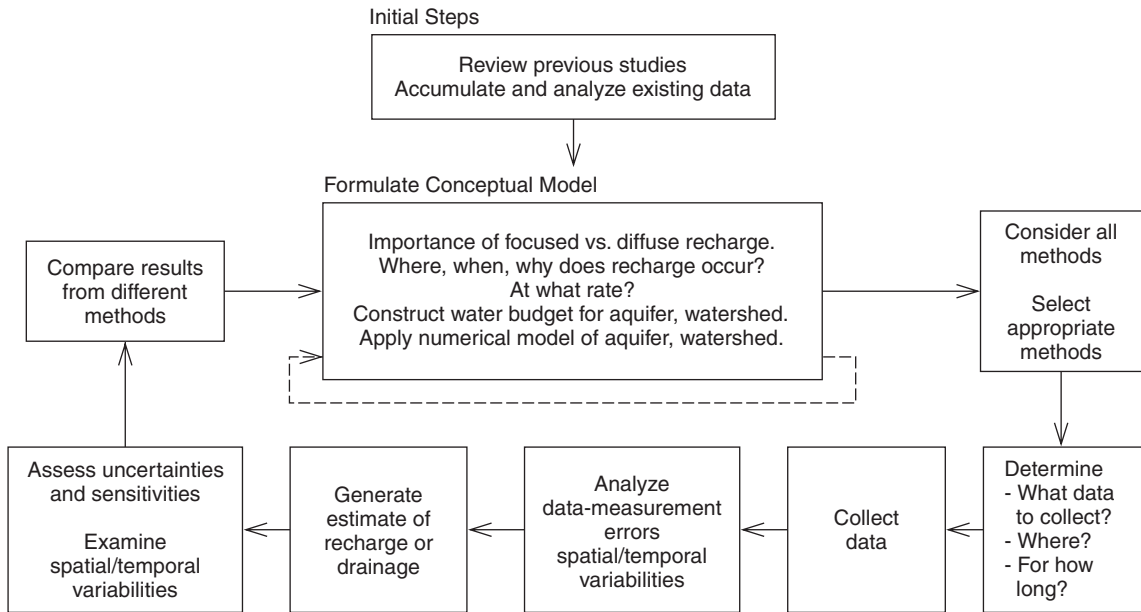 Initial Steps
Review previous studies
Accumulate and analyze existing data
Formulate Conceptual Model
Importance of focused vs. diffuse recharge.
Where, when, why does recharge occur?
At what rate?
Construct water budget for aquifer, watershed.
Apply numerical model of aquifer, watershed.
Consider all
methods
Select
appropriate
methods
Determine
- What data
to collect?
- Where?
- For how
long?
Collect
data
Analyze
data-measurement
errors
spatial/temporal
variabilities
Generate
estimate of
recharge or
drainage
Assess uncertainties
and sensitivities
Examine
spatial/temporal
variabilities
Compare results
from different
methods